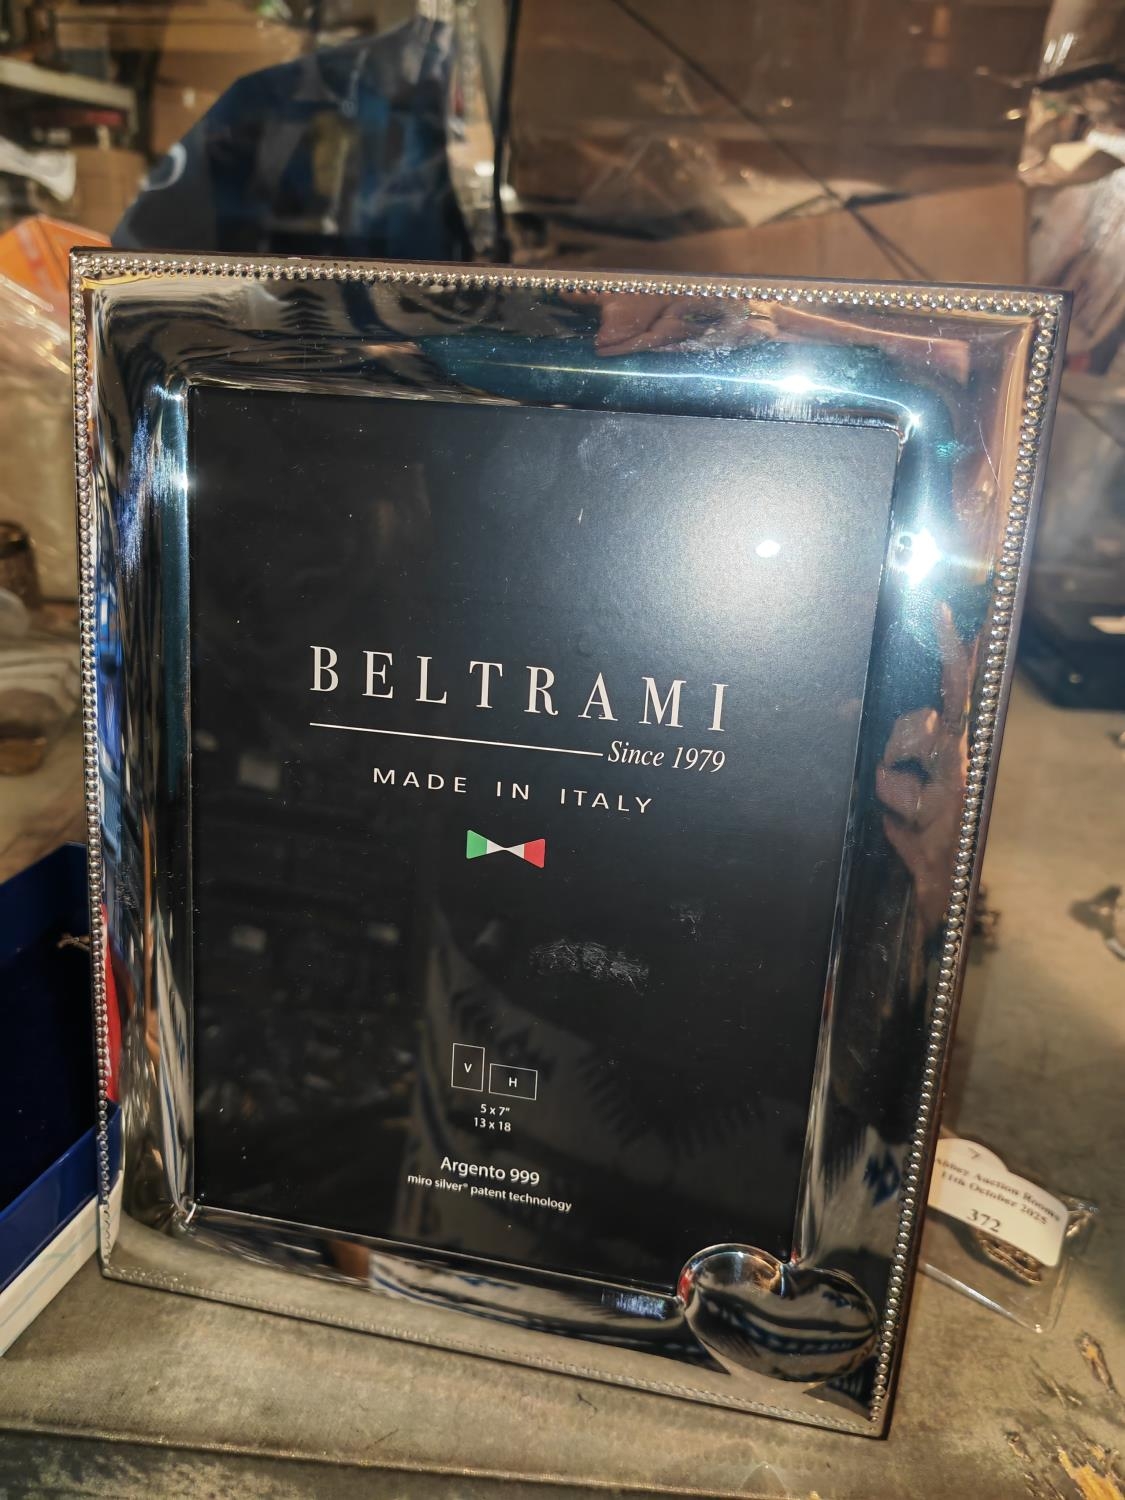 BELTRAMI
Since 1979
MADE IN ITALY
V
H
5 x 7"
13 x 18
Argento 999
miro silver® patent technology
Auction Rooms
11th October 2025
372